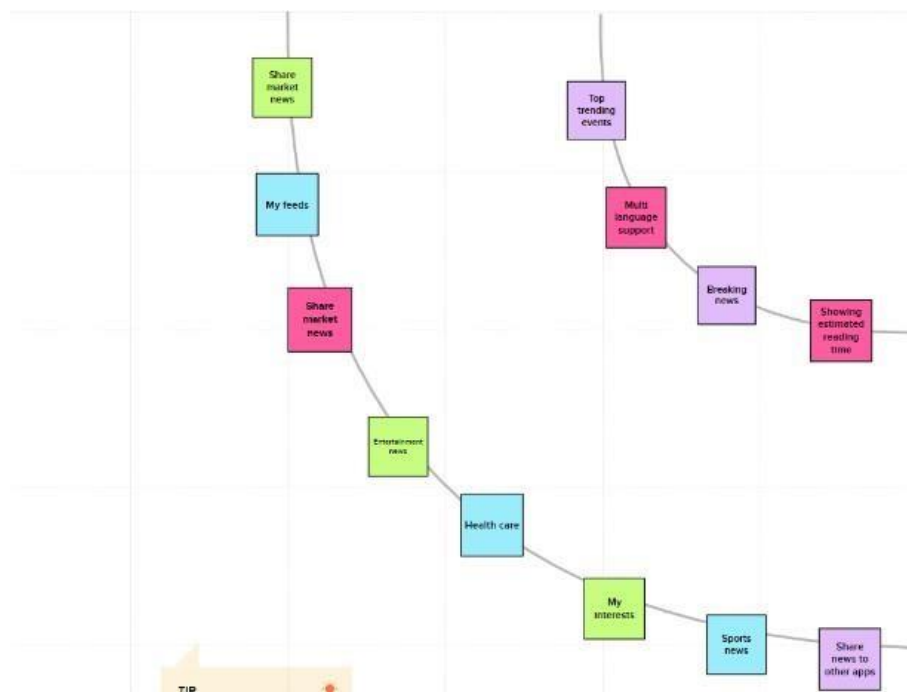 Share
market
news
Top
trending
events
My feeds
Multi
language
support
Breaking
news
Share
market
news
Showing
estimated
reading
time
Entertainment
news
Health care
My
interests
Sports
news
Share
news to
other apps
TIP